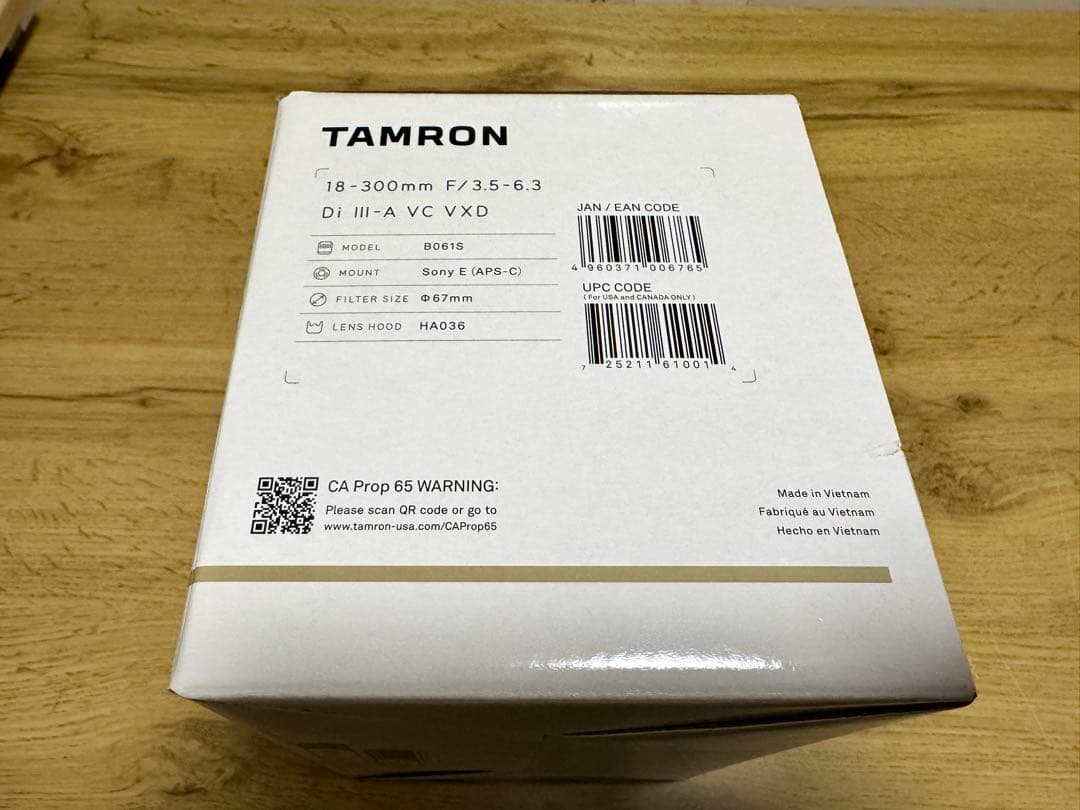 TAMRON
18-300mm F/3.5-6.3
Di III-A VC VXD
MODEL B061S
MOUNT Sony E (APS-C)
FILTER SIZE Φ67mm
LENS HOOD HA036
JAN / EAN CODE
4 960371 006765
UPC CODE
( For USA and CANADA ONLY )
7 25211 61001 4
CA Prop 65 WARNING:
Please scan QR code or go to
www.tamron-usa.com/CAProp65
Made in Vietnam
Fabriqué au Vietnam
Hecho en Vietnam